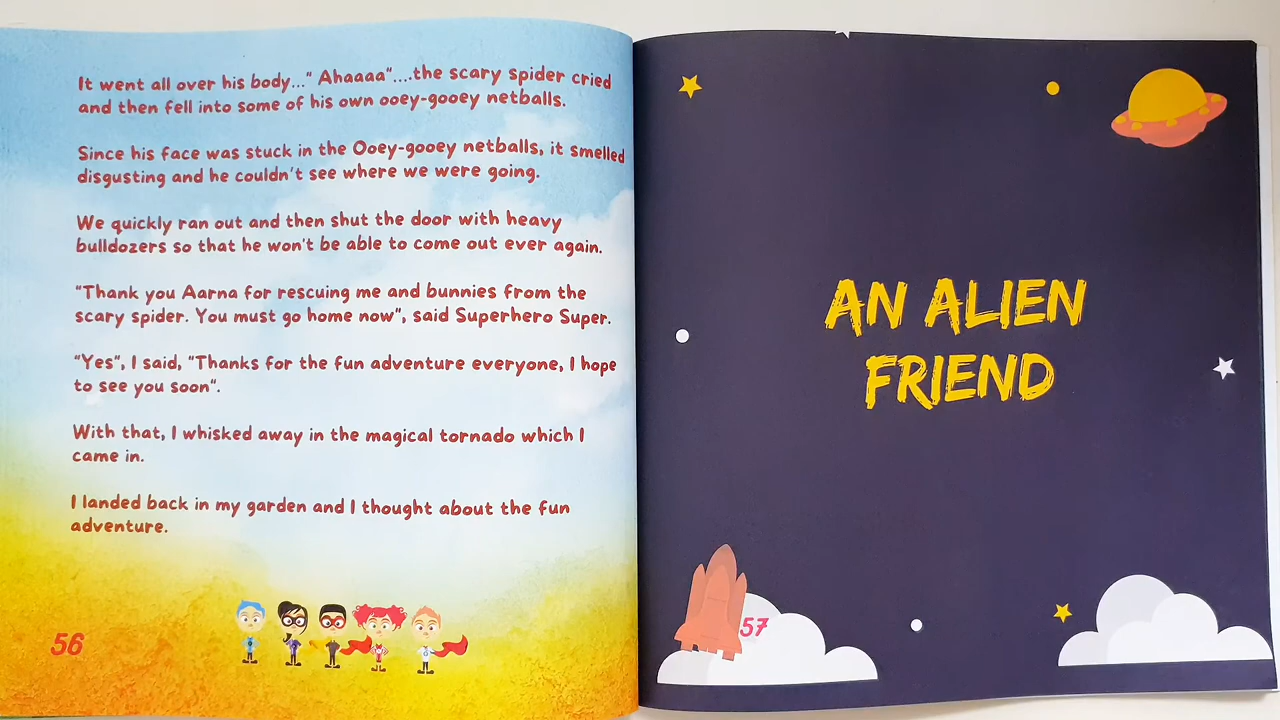 It went all over his body..." Ahaaaa"....the scary spider cried
and then fell into some of his own ooey-gooey netballs.
Since his face was stuck in the Ooey-gooey netballs, it smelled
disgusting and he couldn't see where we were going.
We quickly ran out and then shut the door with heavy
bulldozers so that he won't be able to come out ever again.
"Thank you Aarna for rescuing me and bunnies from the
scary spider. You must go home now", said Superhero Super.
"Yes", I said, "Thanks for the fun adventure everyone, I hope
to see you soon".
With that, I whisked away in the magical tornado which I
came in.
I landed back in my garden and I thought about the fun
adventure.
56
AN ALIEN
FRIEND
57